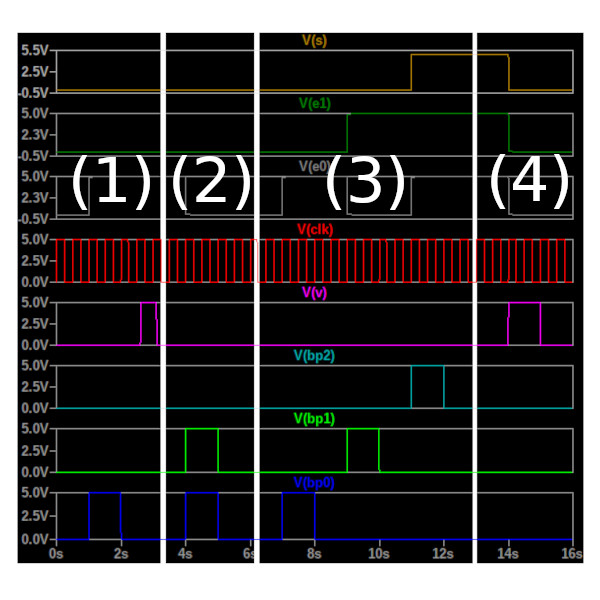 V(s)
5.5V
2.5V
-0.5V
V(e1)
5.0V
2.3V
-0.5V
V(e0)
5.0V
2.3V
-0.5V
(1) (2) (3) (4)
V(clk)
5.0V
2.5V
0.0V
V(v)
5.0V
2.5V
0.0V
V(bp2)
5.0V
2.5V
0.0V
V(bp1)
5.0V
2.5V
0.0V
V(bp0)
5.0V
2.5V
0.0V
0s 2s 4s 6s 8s 10s 12s 14s 16s